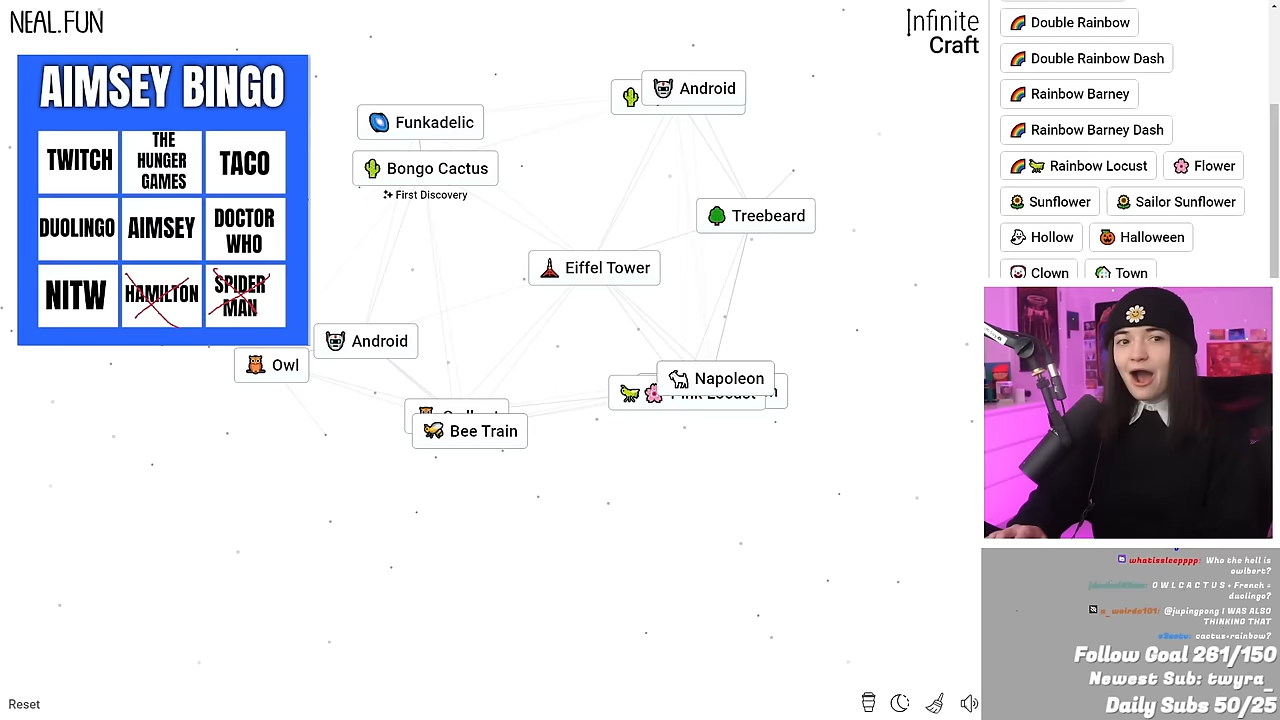 NEAL.FUN
Infinite
Craft
AIMSEY BINGO
TWITCH
THE
HUNGER
GAMES
TACO
DUOLINGO
AIMSEY
DOCTOR
WHO
NITW
HAMILTON
SPIDER
MAN
Funkadelic
Bongo Cactus
First Discovery
Android
Treebeard
Eiffel Tower
Android
Owl
Napoleon
Pink Locust
Bee Train
Double Rainbow
Double Rainbow Dash
Rainbow Barney
Rainbow Barney Dash
Rainbow Locust
Flower
Sunflower
Sailor Sunflower
Hollow
Halloween
Clown
Town
whatissleepppp: Who the hell is
owlbert?
O W L C A C T U S + French =
duolingo?
@jupingpong I WAS ALSO
THINKING THAT
cactus+rainbow?
Follow Goal 261/150
Newest Sub: twyra_
Daily Subs 50/25
Reset